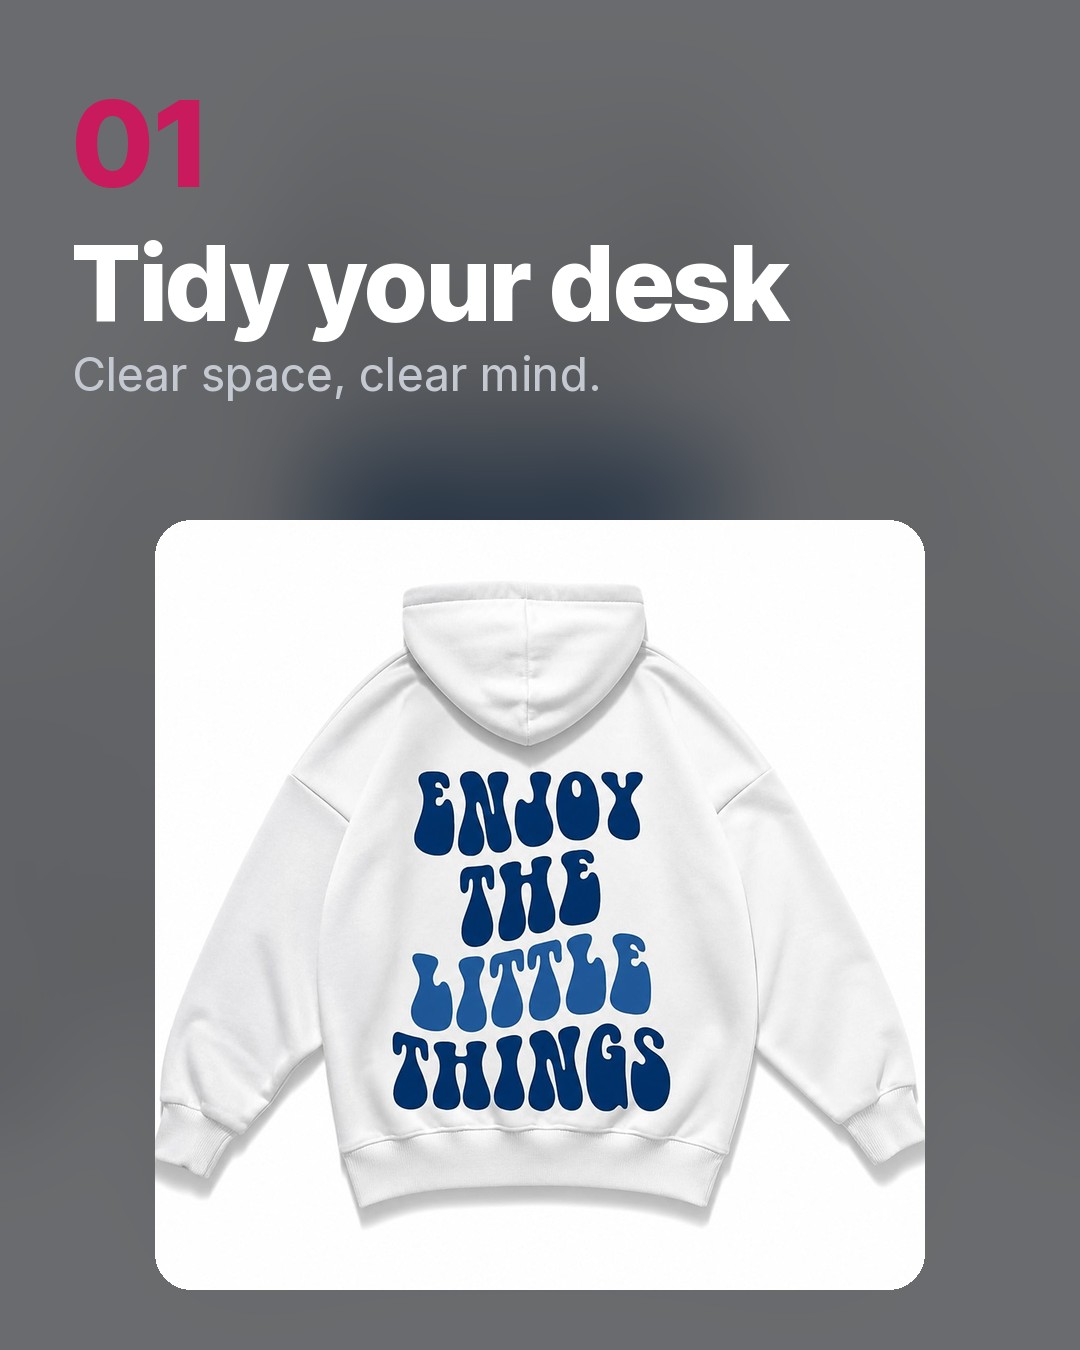 01
Tidy your desk
Clear space, clear mind.
ENJOY
THE
LITTLE
THINGS